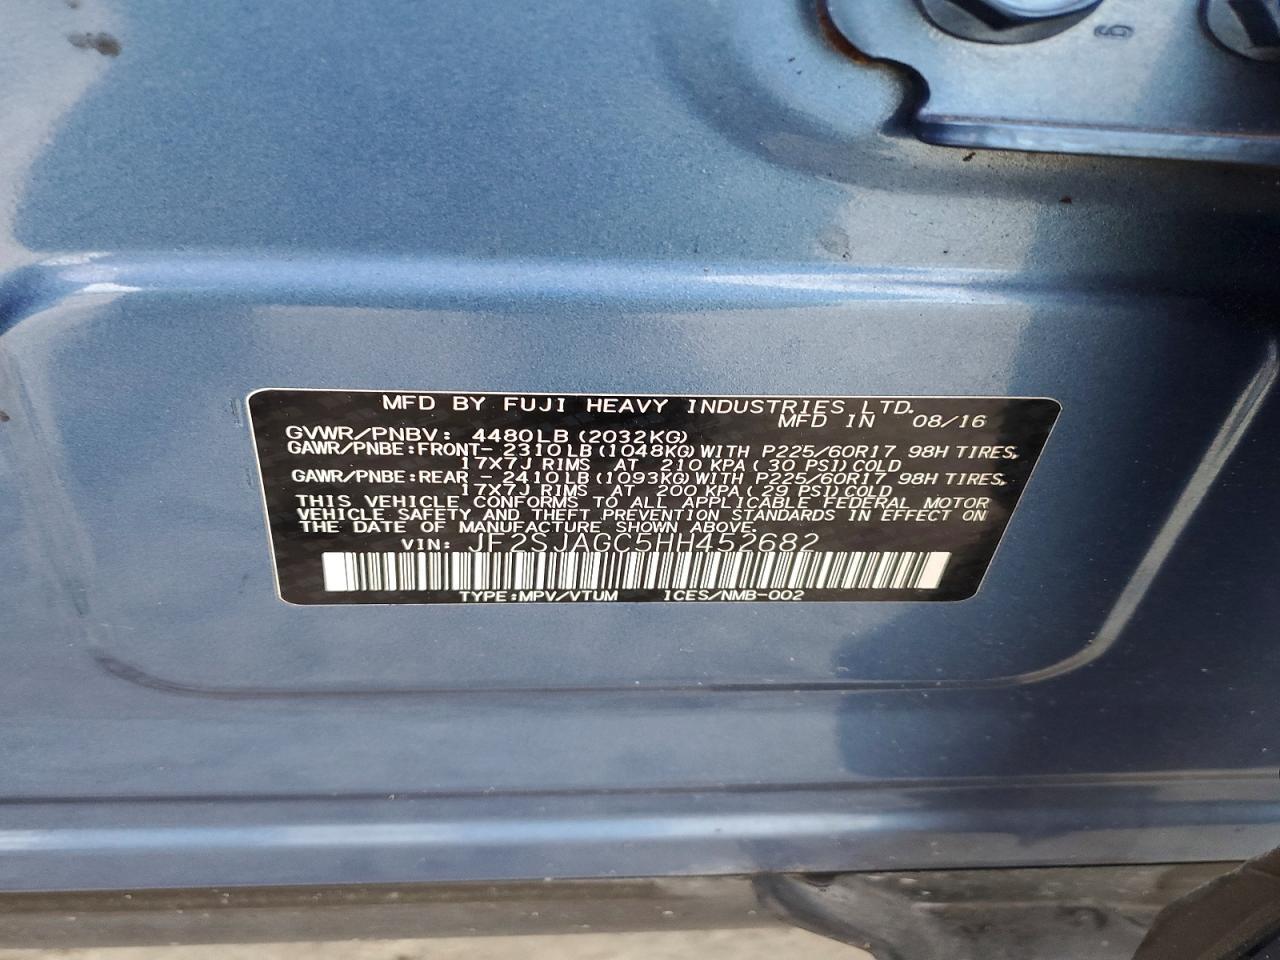 6
MFD BY FUJI HEAVY INDUSTRIES LTD.
MFD IN 08/16
GVWR/PNBV: 4480LB (2032KG)
GAWR/PNBE:FRONT- 2310LB (1048KG) WITH P225/60R17 98H TIRES,
17X7J RIMS AT 210 KPA (30 PSI) COLD
GAWR/PNBE:REAR - 2410LB (1093KG) WITH P225/60R17 98H TIRES,
17X7J RIMS AT 200 KPA (29 PSI) COLD
THIS VEHICLE CONFORMS TO ALL APPLICABLE FEDERAL MOTOR
VEHICLE SAFETY AND THEFT PREVENTION STANDARDS IN EFFECT ON
THE DATE OF MANUFACTURE SHOWN ABOVE.
VIN: JF2SJAGC5HH452682
TYPE:MPV/VTUM ICES/NMB-002